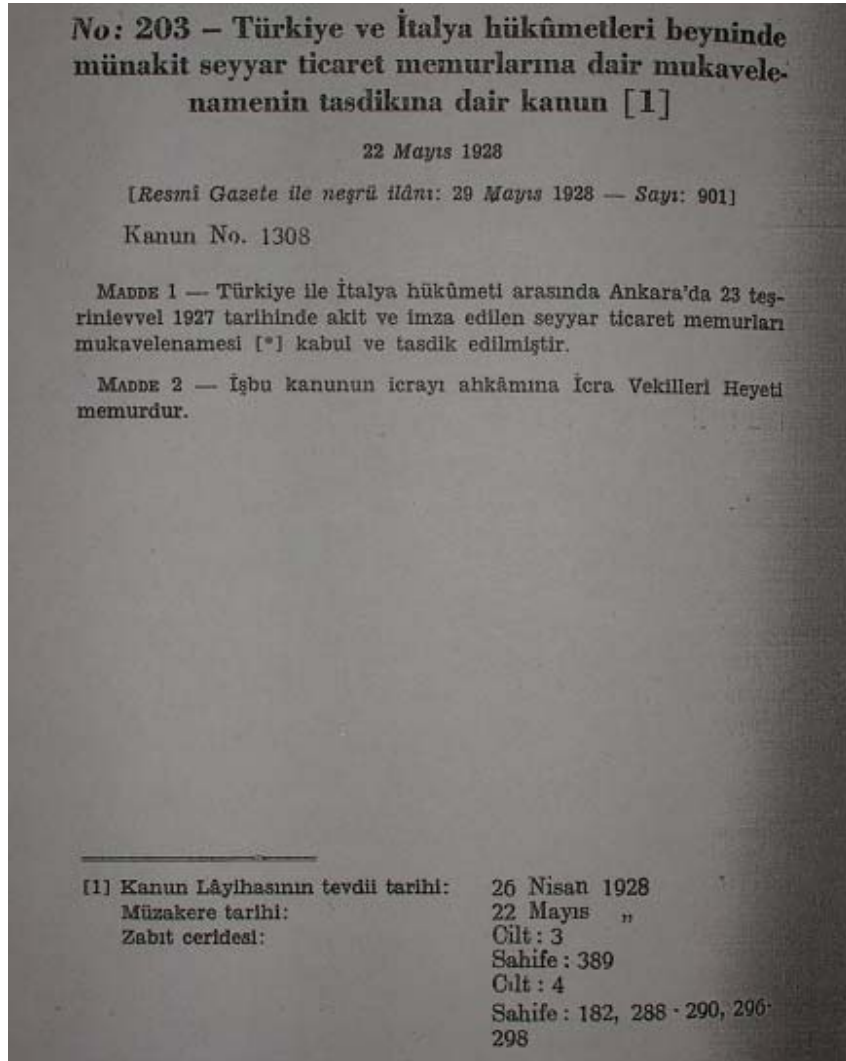 No: 203 – Türkiye ve İtalya hükûmetleri beyninde
münakit seyyar ticaret memurlarına dair mukavele-
namenin tasdikına dair kanun [1]
22 Mayıs 1928
[Resmî Gazete ile neşrü ilânı: 29 Mayıs 1928 — Sayı: 901]
Kanun No. 1308
MADDE 1 — Türkiye ile İtalya hükûmeti arasında Ankara'da 23 teş-
rinievvel 1927 tarihinde akit ve imza edilen seyyar ticaret memurları
mukavelenamesi [*] kabul ve tasdik edilmiştir.
MADDE 2 — İşbu kanunun icrayı ahkâmına İcra Vekilleri Heyeti
memurdur.
[1] Kanun Lâyihasının tevdii tarihi: 26 Nisan 1928
Müzakere tarihi: 22 Mayıs „
Zabıt ceridesi: Cilt : 3
Sahife : 389
Cılt : 4
Sahife : 182, 288 - 290, 296-
298